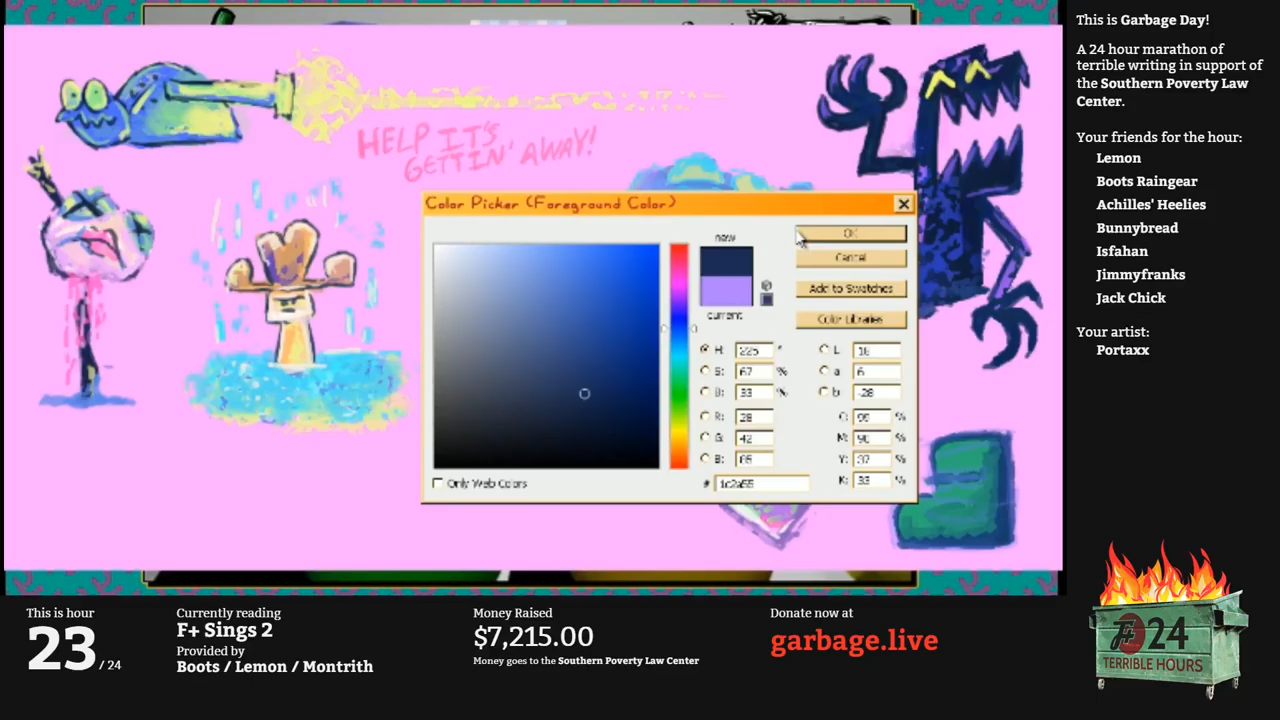 HELP IT'S
GETTIN' AWAY!
Color Picker (Foreground Color)
new
current
OK
Cancel
Add to Swatches
Color Libraries
H: 225 °
S: 67 %
B: 33 %
R: 28
G: 42
B: 85
L 18
a 6
b -28
C: 99 %
M: 90 %
Y: 37 %
K: 33 %
Only Web Colors
# 1c2a55
This is Garbage Day!
A 24 hour marathon of
terrible writing in support of
the Southern Poverty Law
Center.
Your friends for the hour:
Lemon
Boots Raingear
Achilles' Heelies
Bunnybread
Isfahan
Jimmyfranks
Jack Chick
Your artist:
Portaxx
This is hour
23 / 24
Currently reading
F+ Sings 2
Provided by
Boots / Lemon / Montrith
Money Raised
$7,215.00
Money goes to the Southern Poverty Law Center
Donate now at
garbage.live
F+ 24
TERRIBLE HOURS